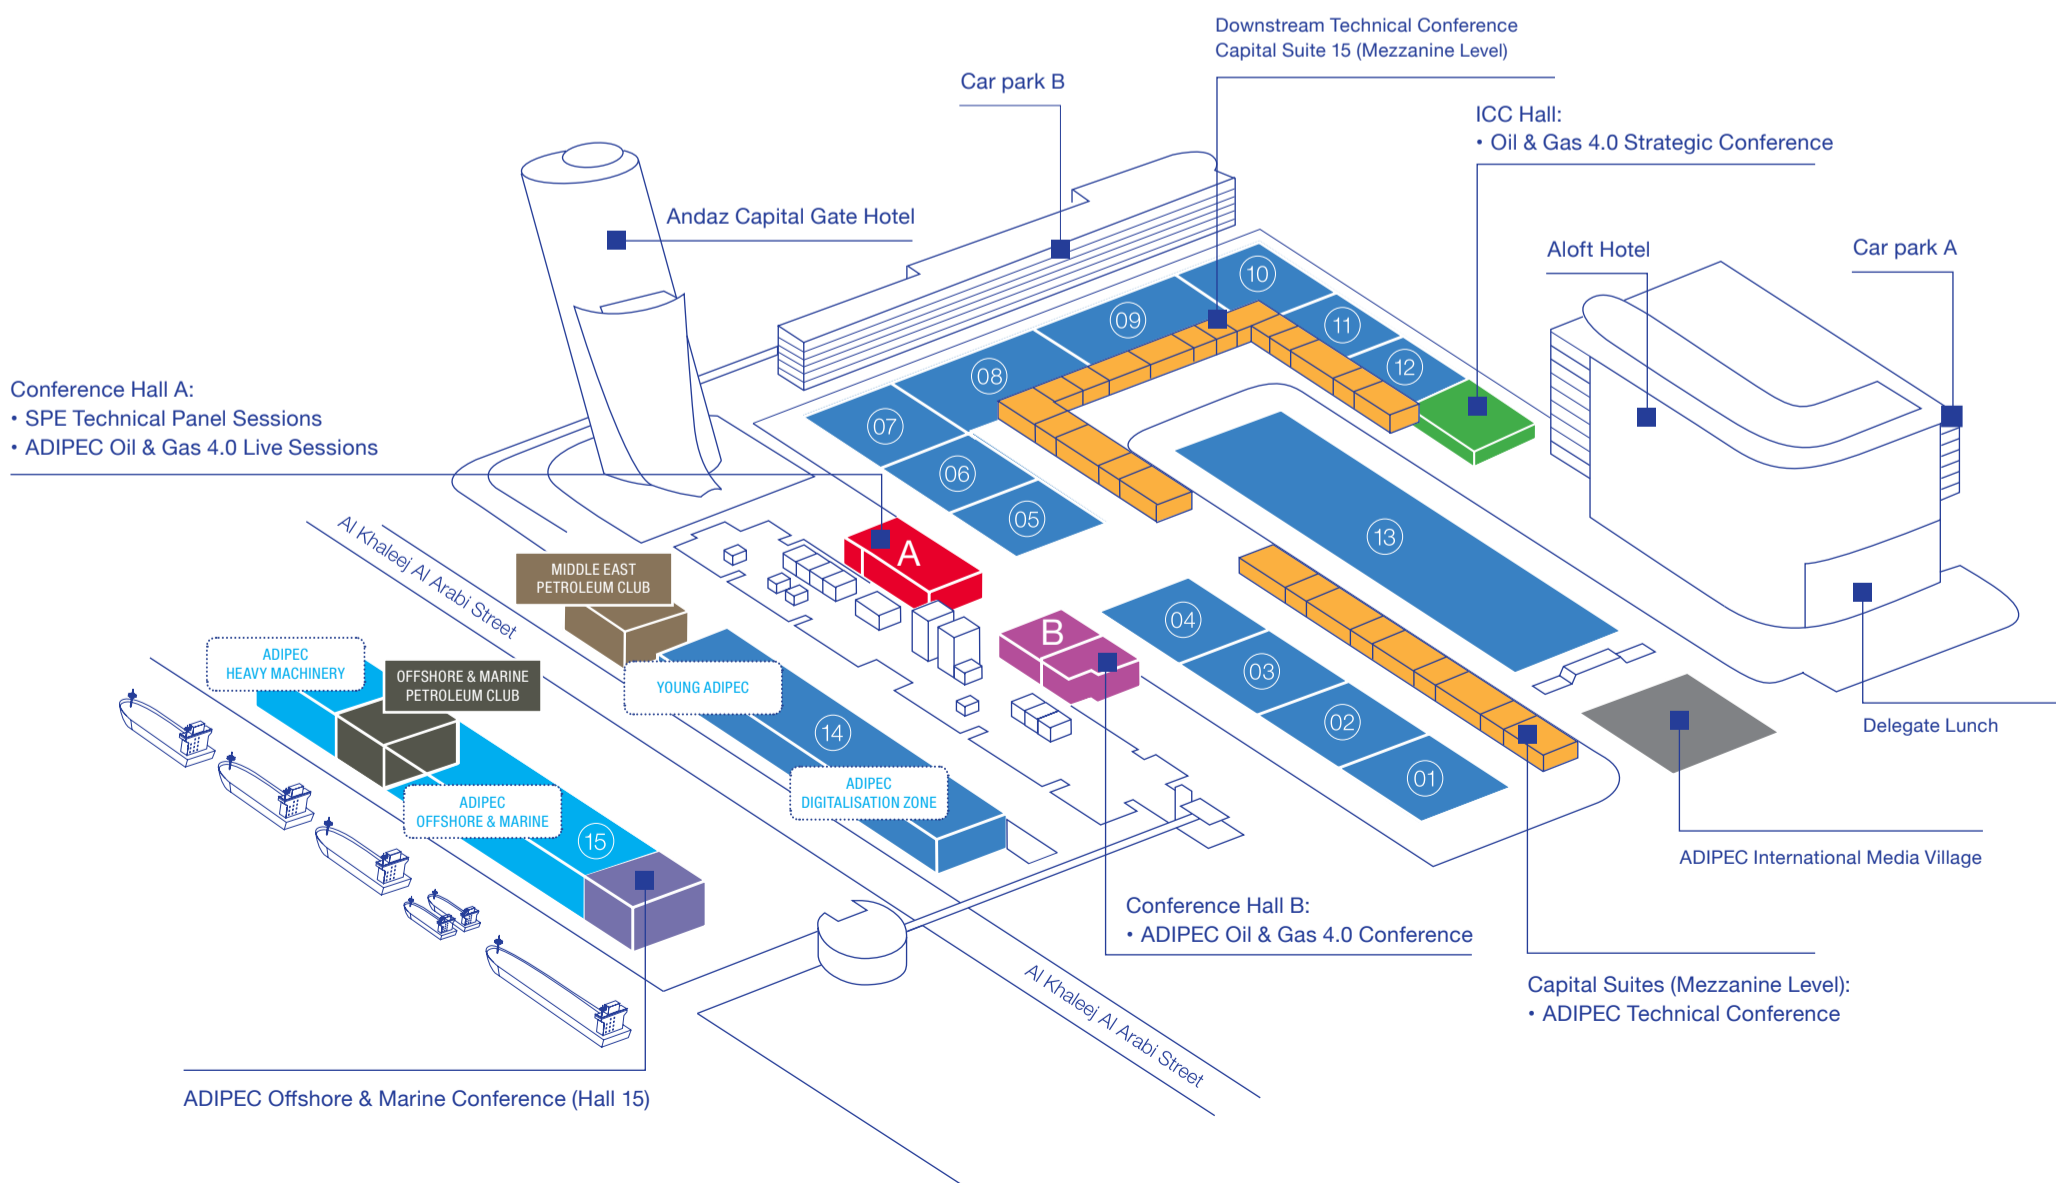 Downstream Technical Conference
Capital Suite 15 (Mezzanine Level)
Car park B
ICC Hall:
• Oil & Gas 4.0 Strategic Conference
Andaz Capital Gate Hotel
Aloft Hotel
Car park A
10
09
11
12
08
07
06
05
13
Conference Hall A:
• SPE Technical Panel Sessions
• ADIPEC Oil & Gas 4.0 Live Sessions
Al Khaleej Al Arabi Street
A
MIDDLE EAST
PETROLEUM CLUB
B
04
03
02
01
ADIPEC
HEAVY MACHINERY
OFFSHORE & MARINE
PETROLEUM CLUB
YOUNG ADIPEC
14
ADIPEC
DIGITALISATION ZONE
ADIPEC
OFFSHORE & MARINE
15
Delegate Lunch
ADIPEC International Media Village
Conference Hall B:
• ADIPEC Oil & Gas 4.0 Conference
Al Khaleej Al Arabi Street
Capital Suites (Mezzanine Level):
• ADIPEC Technical Conference
ADIPEC Offshore & Marine Conference (Hall 15)